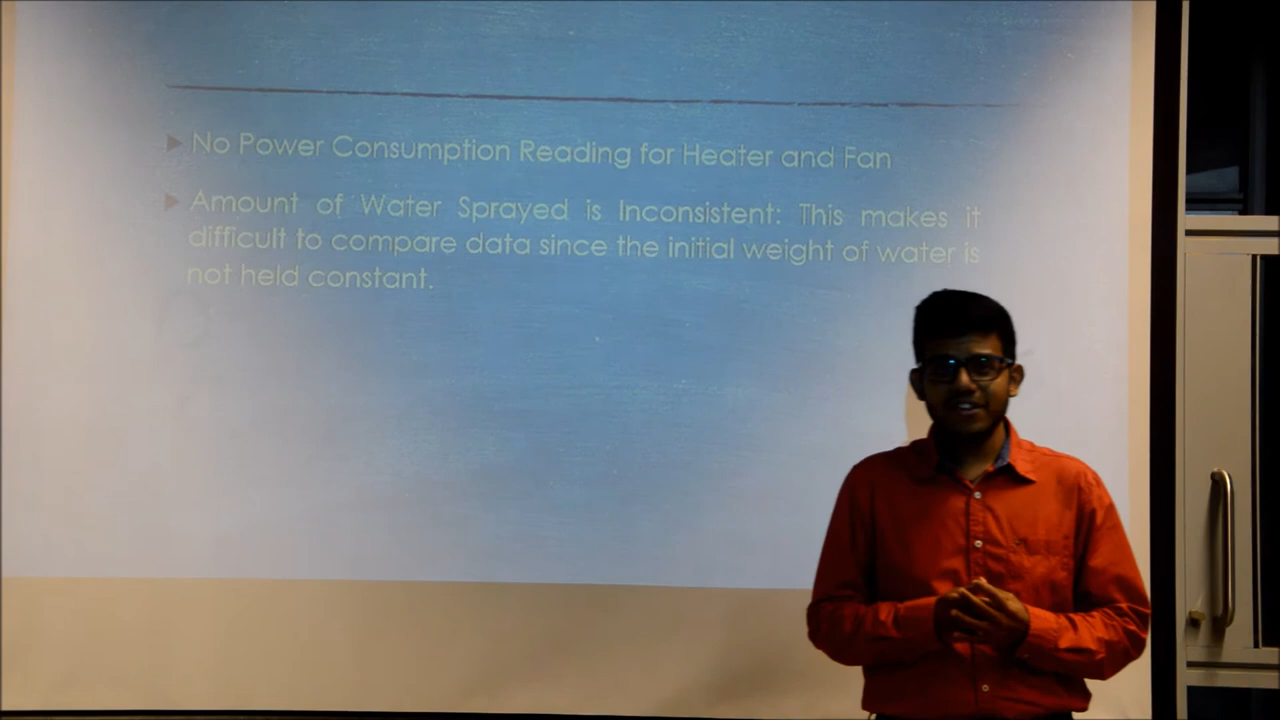 No Power Consumption Reading for Heater and Fan
Amount of Water Sprayed is Inconsistent: This makes it
difficult to compare data since the initial weight of water is
not held constant.